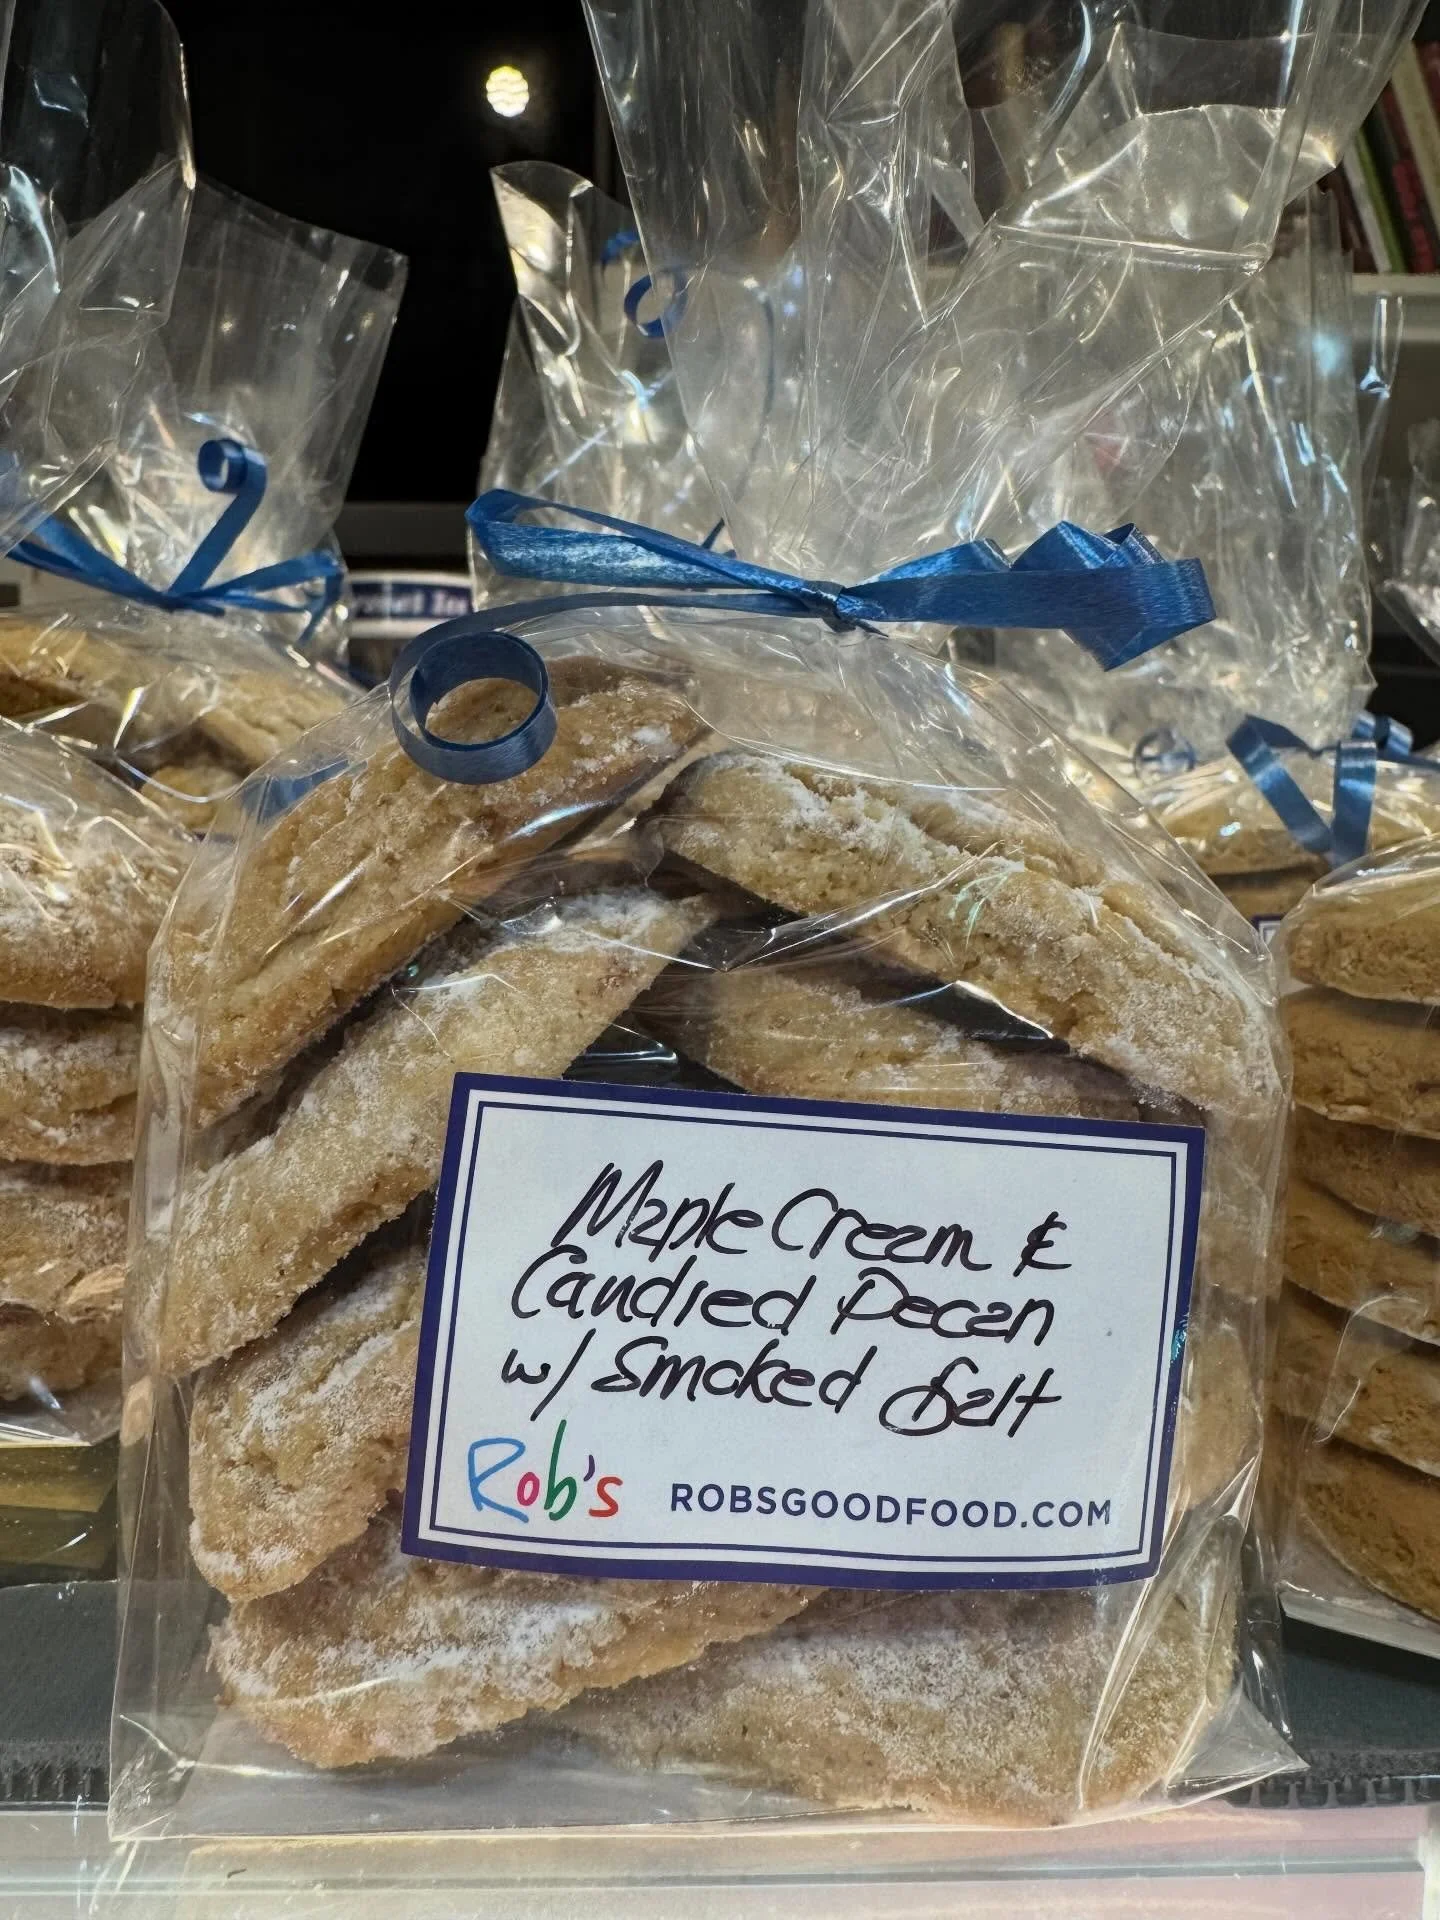 Maple Cream &
Candied Pecan
w/ Smoked Salt
Rob's ROBSGOODFOOD.COM